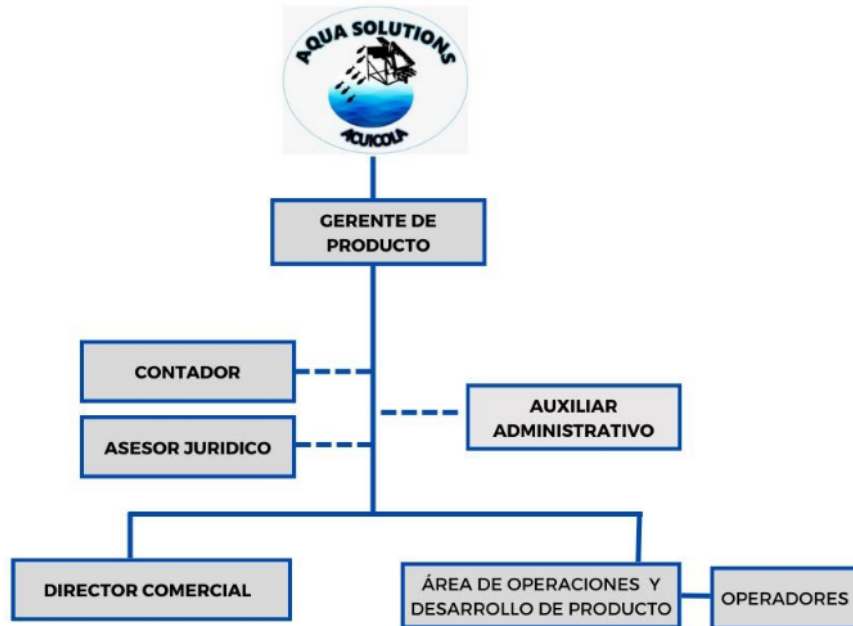 AQUA SOLUTIONS
ACUICOLA
GERENTE DE
PRODUCTO
CONTADOR
AUXILIAR
ADMINISTRATIVO
ASESOR JURIDICO
DIRECTOR COMERCIAL
ÁREA DE OPERACIONES Y
DESARROLLO DE PRODUCTO
OPERADORES